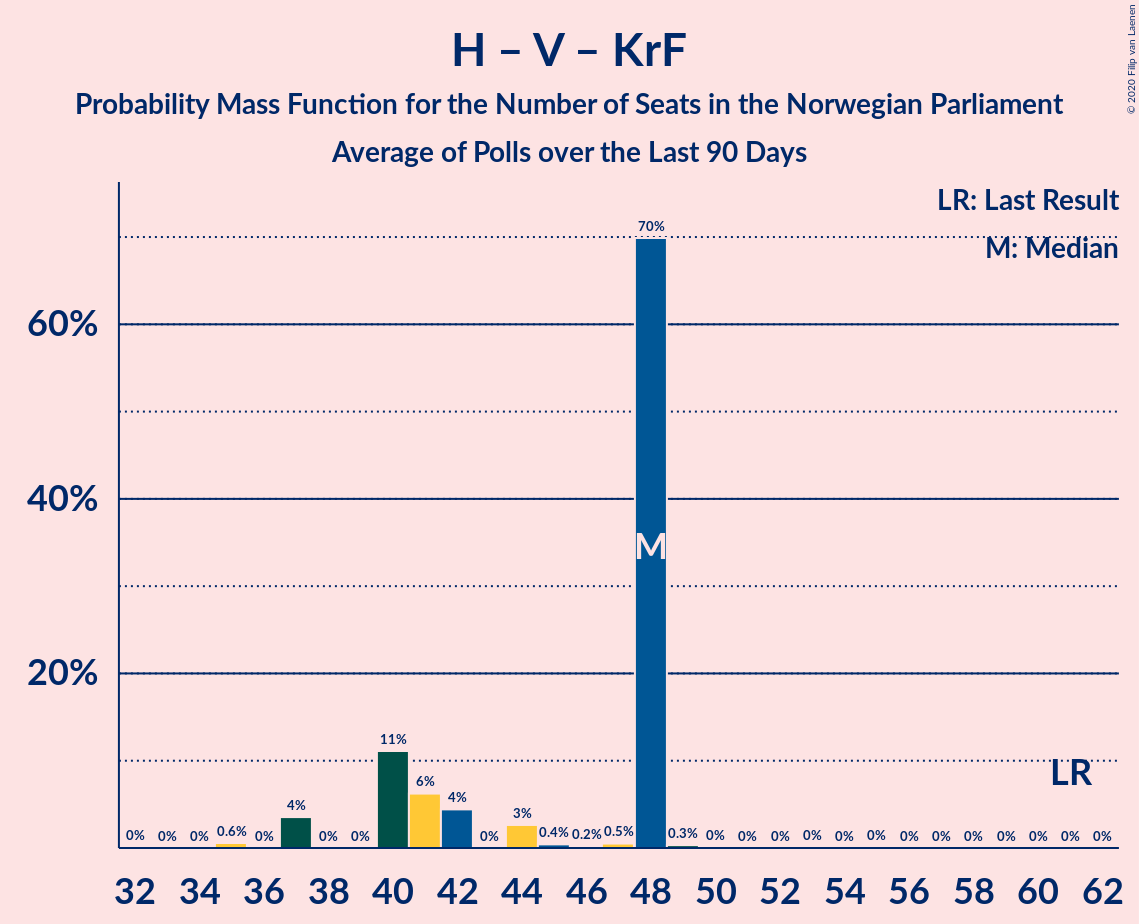 H – V – KrF
Probability Mass Function for the Number of Seats in the Norwegian Parliament
Average of Polls over the Last 90 Days
© 2020 Filip van Laenen
LR: Last Result
M: Median
60%
40%
20%
0% 0% 0% 0.6% 0% 4% 0% 0% 11% 6% 4% 0% 3% 0.4% 0.2% 0.5% 70% 0.3% 0% 0% 0% 0% 0% 0% 0% 0% 0% 0% 0% 0% 0%
M
LR
32 34 36 38 40 42 44 46 48 50 52 54 56 58 60 62